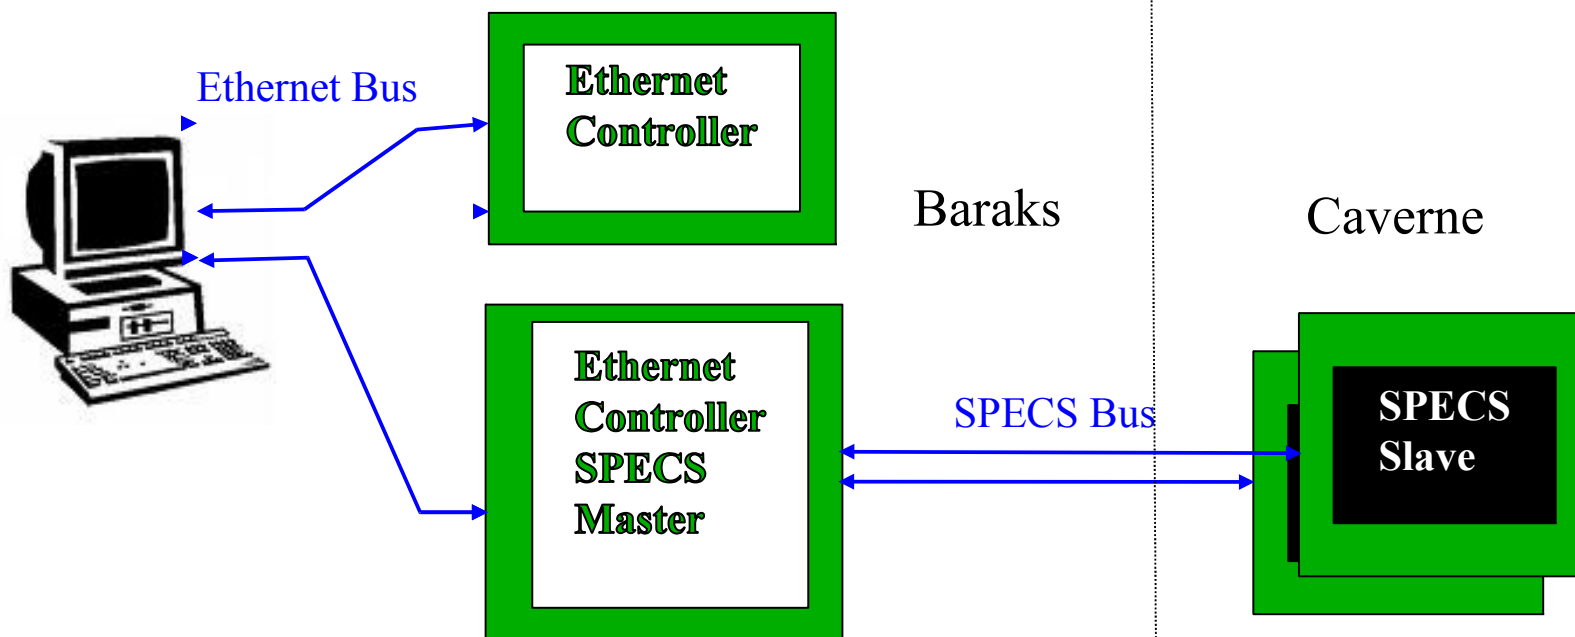 Ethernet Bus
Ethernet
Controller
Baraks
Caverne
Ethernet
Controller
SPECS
Master
SPECS Bus
SPECS
Slave